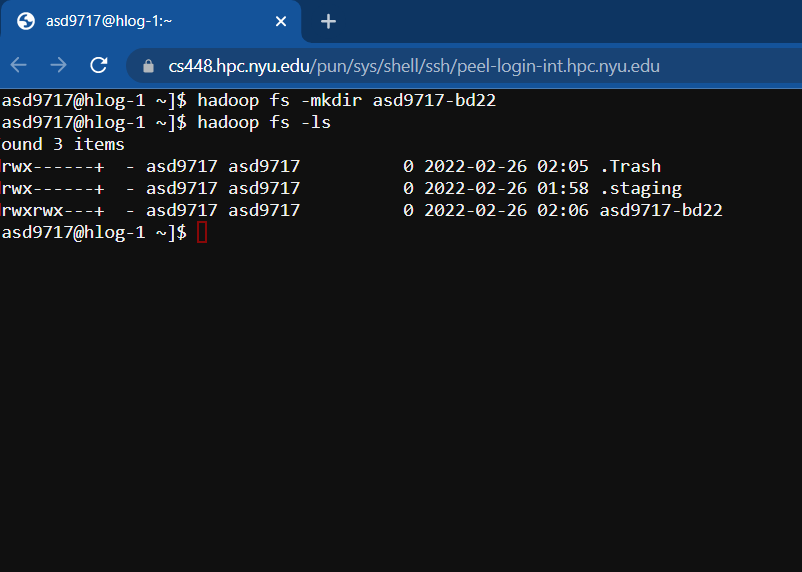 asd9717@hlog-1:~
cs448.hpc.nyu.edu/pun/sys/shell/ssh/peel-login-int.hpc.nyu.edu
asd9717@hlog-1 ~]$ hadoop fs -mkdir asd9717-bd22
asd9717@hlog-1 ~]$ hadoop fs -ls
ound 3 items
rwx------+  - asd9717 asd9717          0 2022-02-26 02:05 .Trash
rwx------+  - asd9717 asd9717          0 2022-02-26 01:58 .staging
rwxrwx---+  - asd9717 asd9717          0 2022-02-26 02:06 asd9717-bd22
asd9717@hlog-1 ~]$